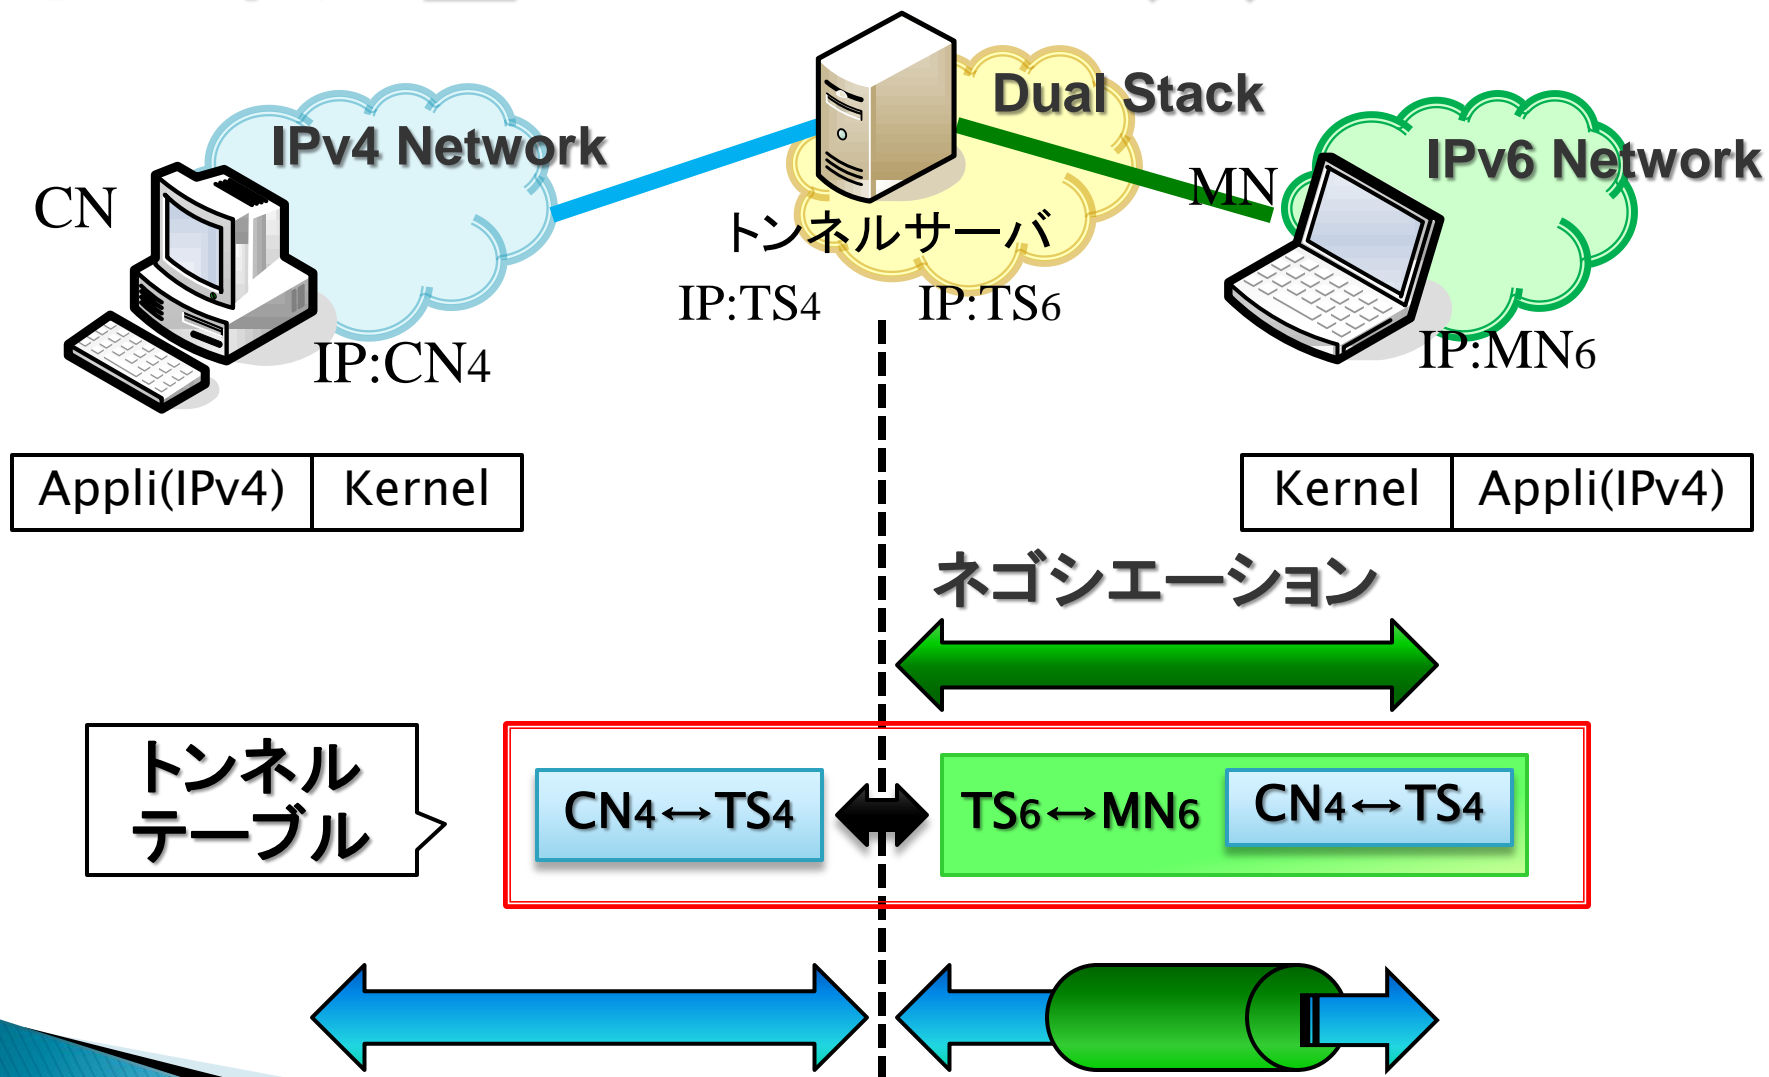 Dual Stack
IPv4 Network
IPv6 Network
CN
MN
トンネルサーバ
IP:TS4
IP:TS6
IP:CN4
IP:MN6
Appli(IPv4)
Kernel
Kernel
Appli(IPv4)
ネゴシエーション
トンネル
テーブル
CN4↔TS4
TS6↔MN6
CN4↔TS4